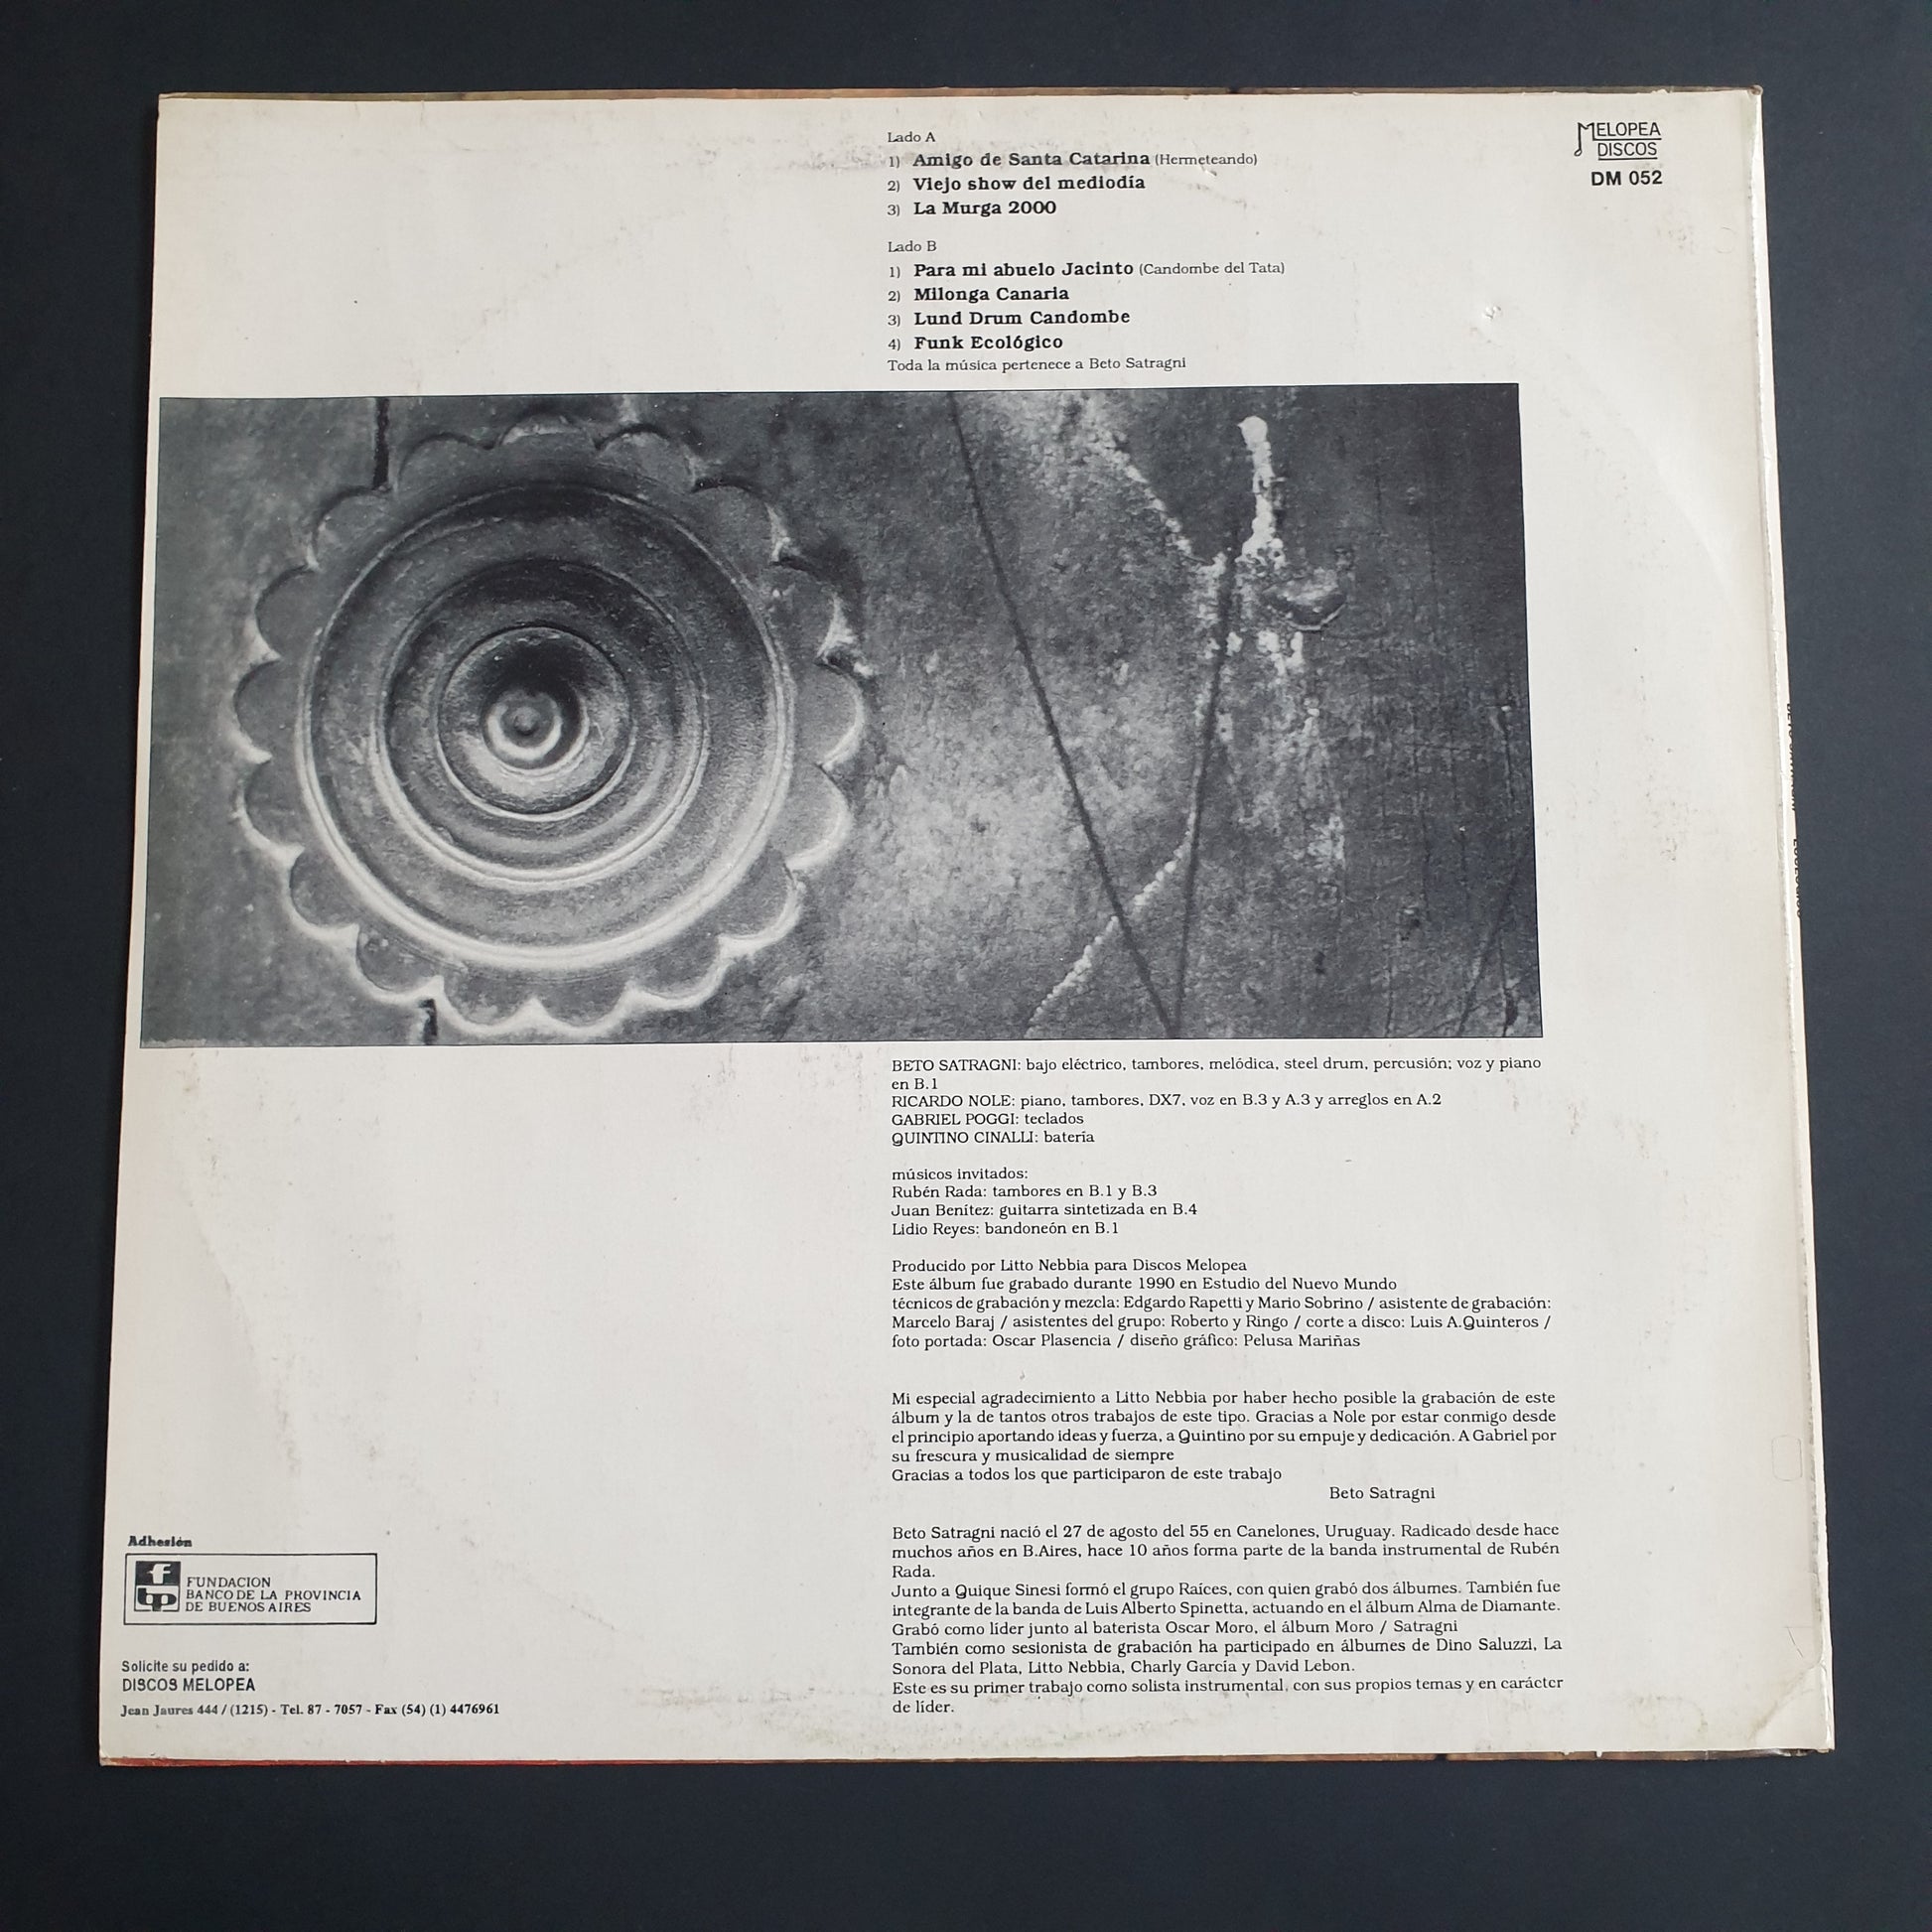 Lado A
1) Amigo de Santa Catarina (Hermeteando)
2) Viejo show del mediodía
3) La Murga 2000
Lado B
1) Para mi abuelo Jacinto (Candombe del Tata)
2) Milonga Canaria
3) Lund Drum Candombe
4) Funk Ecológico
Toda la música pertenece a Beto Satragni
MELOPEA
DISCOS
DM 052
BETO SATRAGNI: bajo eléctrico, tambores, melódica, steel drum, percusión; voz y piano
en B.1
RICARDO NOLE: piano, tambores, DX7, voz en B.3 y A.3 y arreglos en A.2
GABRIEL POGGI: teclados
QUINTINO CINALLI: batería
músicos invitados:
Rubén Rada: tambores en B.1 y B.3
Juan Benítez: guitarra sintetizada en B.4
Lidio Reyes: bandoneón en B.1
Producido por Litto Nebbia para Discos Melopea
Este álbum fue grabado durante 1990 en Estudio del Nuevo Mundo
técnicos de grabación y mezcla: Edgardo Rapetti y Mario Sobrino / asistente de grabación:
Marcelo Baraj / asistentes del grupo: Roberto y Ringo / corte a disco: Luis A.Quinteros /
foto portada: Oscar Plasencia / diseño gráfico: Pelusa Mariñas
Mi especial agradecimiento a Litto Nebbia por haber hecho posible la grabación de este
álbum y la de tantos otros trabajos de este tipo. Gracias a Nole por estar conmigo desde
el principio aportando ideas y fuerza, a Quintino por su empuje y dedicación. A Gabriel por
su frescura y musicalidad de siempre
Gracias a todos los que participaron de este trabajo
Beto Satragni
Beto Satragni nació el 27 de agosto del 55 en Canelones, Uruguay. Radicado desde hace
muchos años en B.Aires, hace 10 años forma parte de la banda instrumental de Rubén
Rada.
Junto a Quique Sinesi formó el grupo Raíces, con quien grabó dos álbumes. También fue
integrante de la banda de Luis Alberto Spinetta, actuando en el álbum Alma de Diamante.
Grabó como líder junto al baterista Oscar Moro, el álbum Moro / Satragni
También como sesionista de grabación ha participado en álbumes de Dino Saluzzi, La
Sonora del Plata, Litto Nebbia, Charly García y David Lebon.
Este es su primer trabajo como solista instrumental, con sus propios temas y en carácter
de líder.
Adhesión
fbp
FUNDACION
BANCO DE LA PROVINCIA
DE BUENOS AIRES
Solicite su pedido a:
DISCOS MELOPEA
Jean Jaures 444 / (1215) - Tel. 87 - 7057 - Fax (54) (1) 4476961